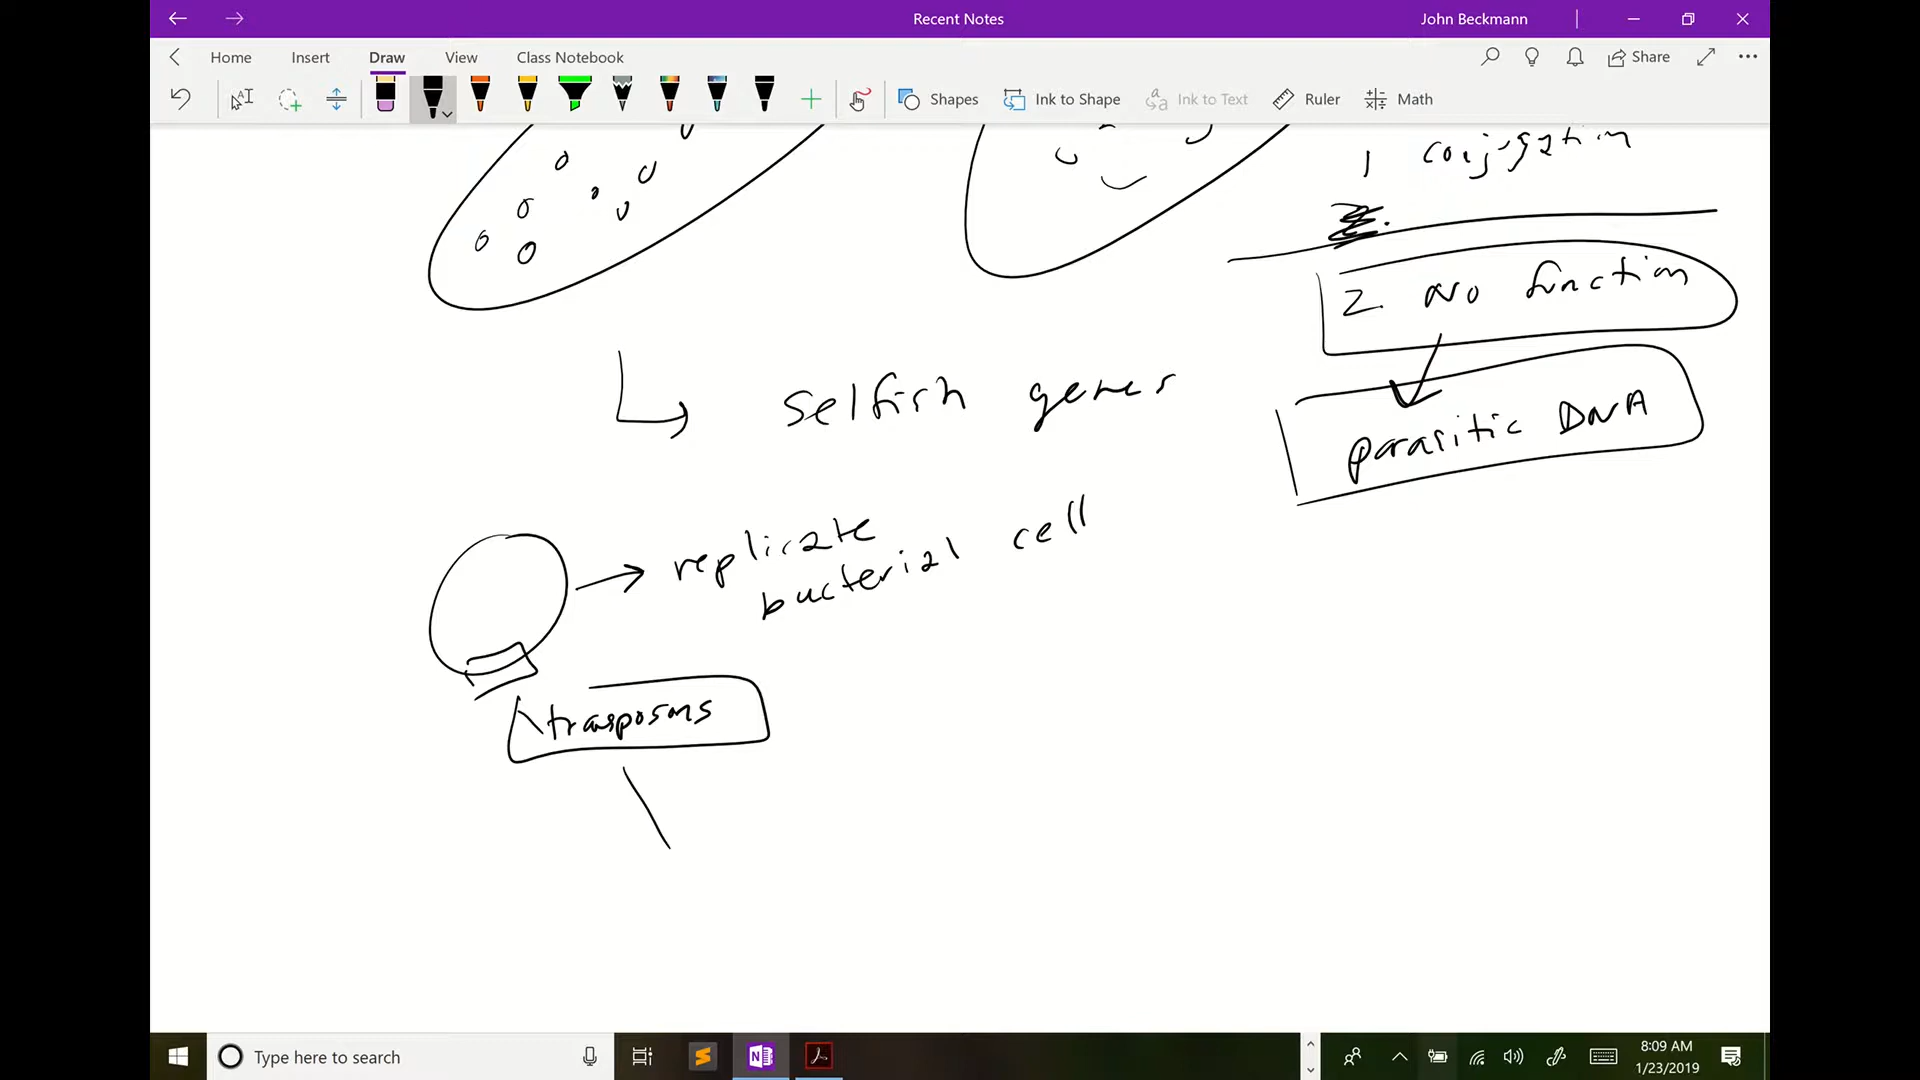 Recent Notes
John Beckmann
Home Insert Draw View Class Notebook
Share
Shapes Ink to Shape Ink to Text Ruler Math
1 conjugation
2.
2. No function
selfish genes
parasitic DNA
replicate
bacterial cell
trasposons
Type here to search
8:09 AM
1/23/2019